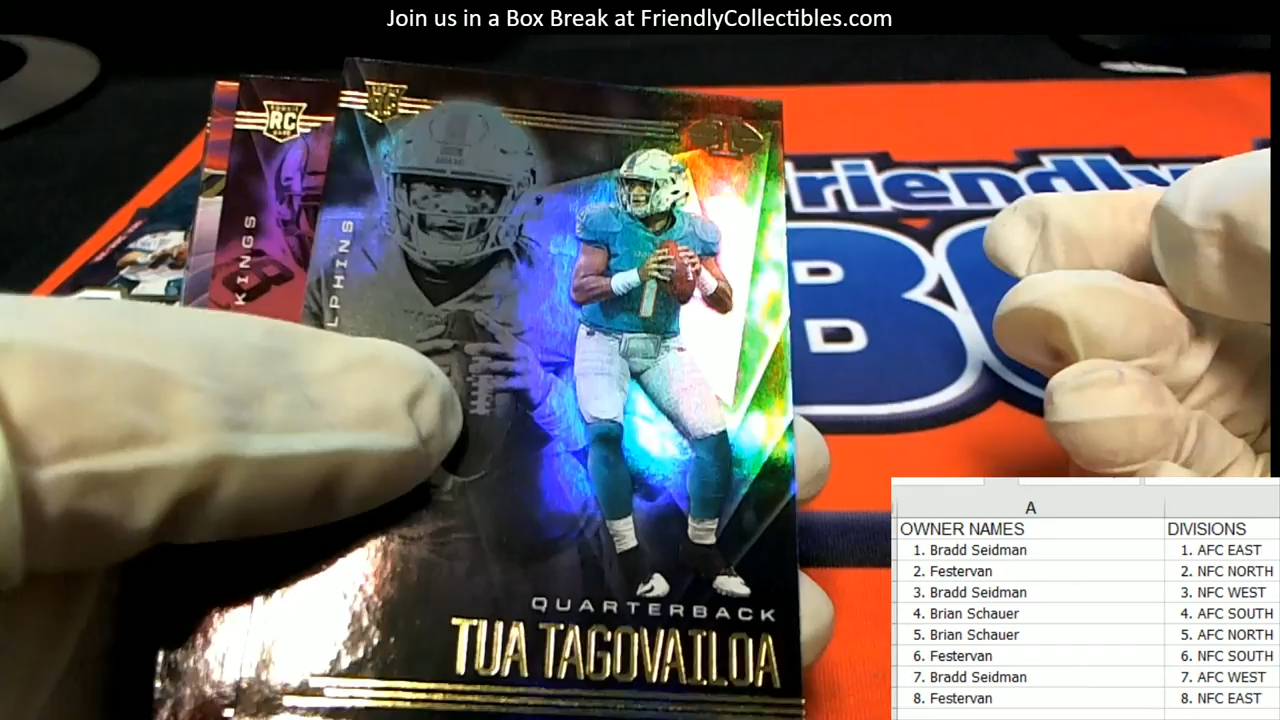 Join us in a Box Break at FriendlyCollectibles.com
RC
RC
KINGS
LPHINS
1
QUARTERBACK
TUA TAGOVAILOA
riendly
B
A
OWNER NAMES DIVISIONS
1. Bradd Seidman 1. AFC EAST
2. Festervan 2. NFC NORTH
3. Bradd Seidman 3. NFC WEST
4. Brian Schauer 4. AFC SOUTH
5. Brian Schauer 5. AFC NORTH
6. Festervan 6. NFC SOUTH
7. Bradd Seidman 7. AFC WEST
8. Festervan 8. NFC EAST